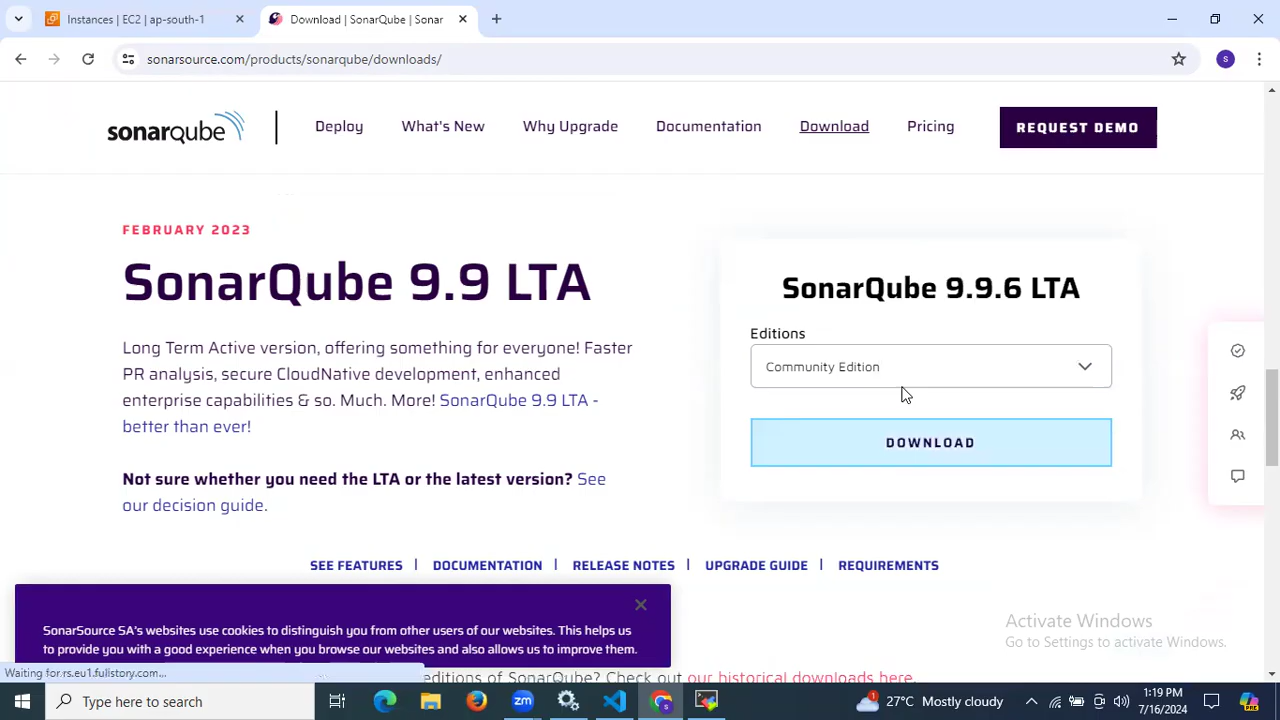 Instances | EC2 | ap-south-1
Download | SonarQube | Sonar
sonarsource.com/products/sonarqube/downloads/
S
sonarqube
Deploy
What's New
Why Upgrade
Documentation
Download
Pricing
REQUEST DEMO
FEBRUARY 2023
SonarQube 9.9 LTA
Long Term Active version, offering something for everyone! Faster
PR analysis, secure CloudNative development, enhanced
enterprise capabilities & so. Much. More! SonarQube 9.9 LTA -
better than ever!
Not sure whether you need the LTA or the latest version? See
our decision guide.
SonarQube 9.9.6 LTA
Editions
Community Edition
DOWNLOAD
SEE FEATURES | DOCUMENTATION | RELEASE NOTES | UPGRADE GUIDE | REQUIREMENTS
SonarSource SA's websites use cookies to distinguish you from other users of our websites. This helps us
to provide you with a good experience when you browse our websites and also allows us to improve them.
Activate Windows
Go to Settings to activate Windows.
Waiting for rs.eu1.fullstory.com...
editions of SonarQube? Check out our historical downloads here.
Type here to search
zm
27°C Mostly cloudy
1:19 PM
7/16/2024